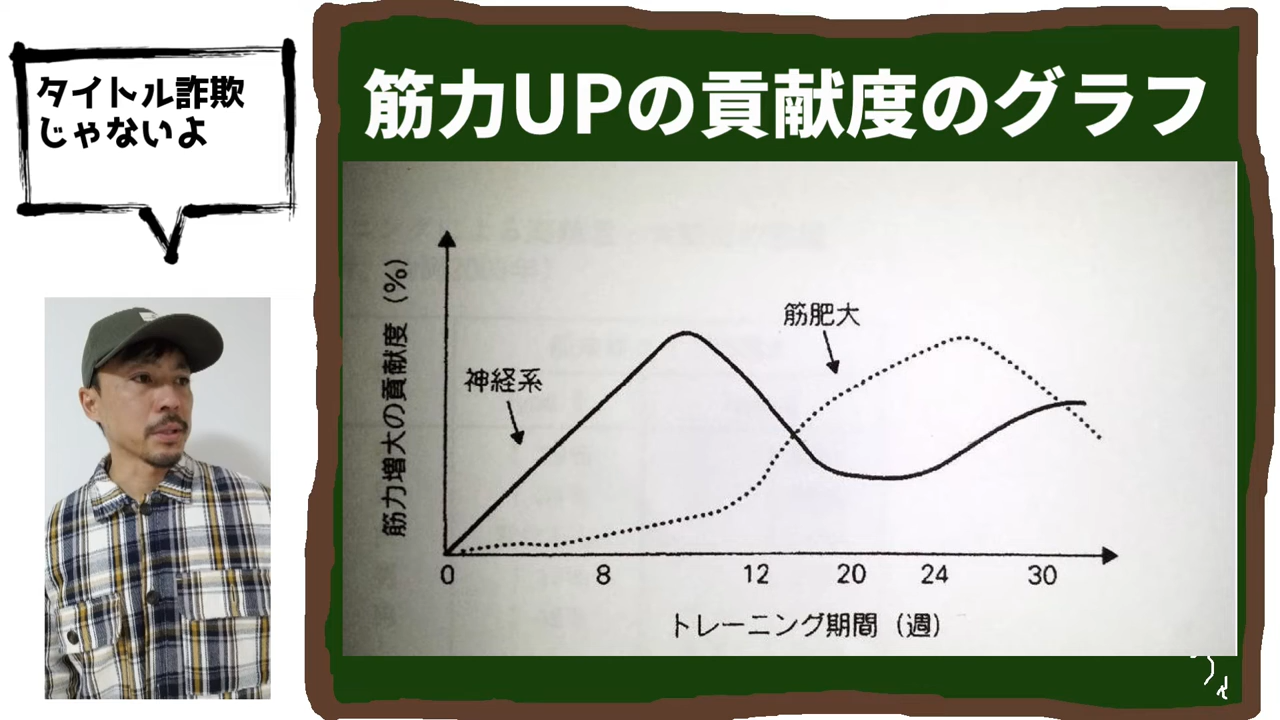 タイトル詐欺
じゃないよ
筋力UPの貢献度のグラフ
筋力増大の貢献度(%)
神経系
筋肥大
0 8 12 20 24 30
トレーニング期間(週)